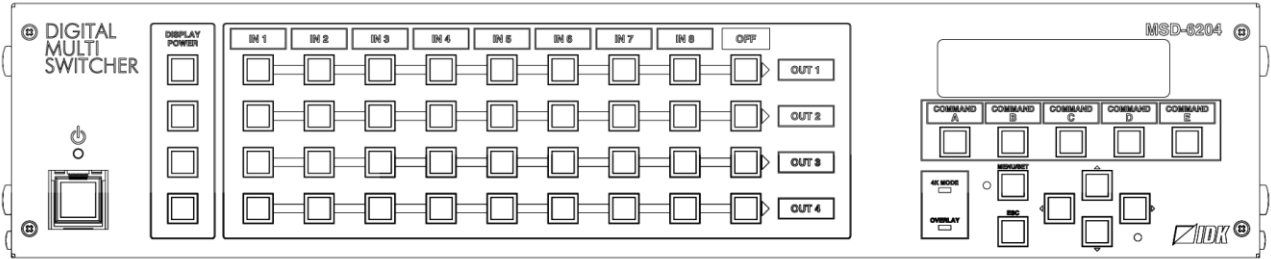 DIGITAL
MULTI
SWITCHER
DISPLAY
POWER
IN 1 IN 2 IN 3 IN 4 IN 5 IN 6 IN 7 IN 8 OFF
OUT 1
OUT 2
OUT 3
OUT 4
MSD-6204
COMMAND COMMAND COMMAND COMMAND COMMAND
A B C D E
MENU/SET
4K MODE
ESC
OVERLAY
IDK